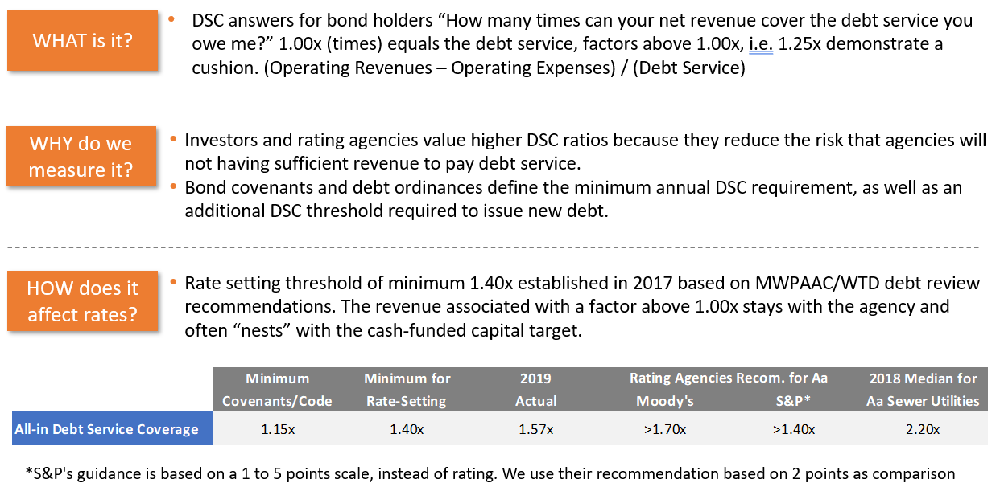 WHAT is it?
• DSC answers for bond holders “How many times can your net revenue cover the debt service you
owe me?” 1.00x (times) equals the debt service, factors above 1.00x, i.e. 1.25x demonstrate a
cushion. (Operating Revenues – Operating Expenses) / (Debt Service)
WHY do we
measure it?
• Investors and rating agencies value higher DSC ratios because they reduce the risk that agencies will
not having sufficient revenue to pay debt service.
• Bond covenants and debt ordinances define the minimum annual DSC requirement, as well as an
additional DSC threshold required to issue new debt.
HOW does it
affect rates?
• Rate setting threshold of minimum 1.40x established in 2017 based on MWPAAC/WTD debt review
recommendations. The revenue associated with a factor above 1.00x stays with the agency and
often “nests” with the cash-funded capital target.
Minimum Minimum for 2019 Rating Agencies Recom. for Aa 2018 Median for
Covenants/Code Rate-Setting Actual Moody's S&P* Aa Sewer Utilities
All-in Debt Service Coverage 1.15x 1.40x 1.57x >1.70x >1.40x 2.20x
*S&P's guidance is based on a 1 to 5 points scale, instead of rating. We use their recommendation based on 2 points as comparison